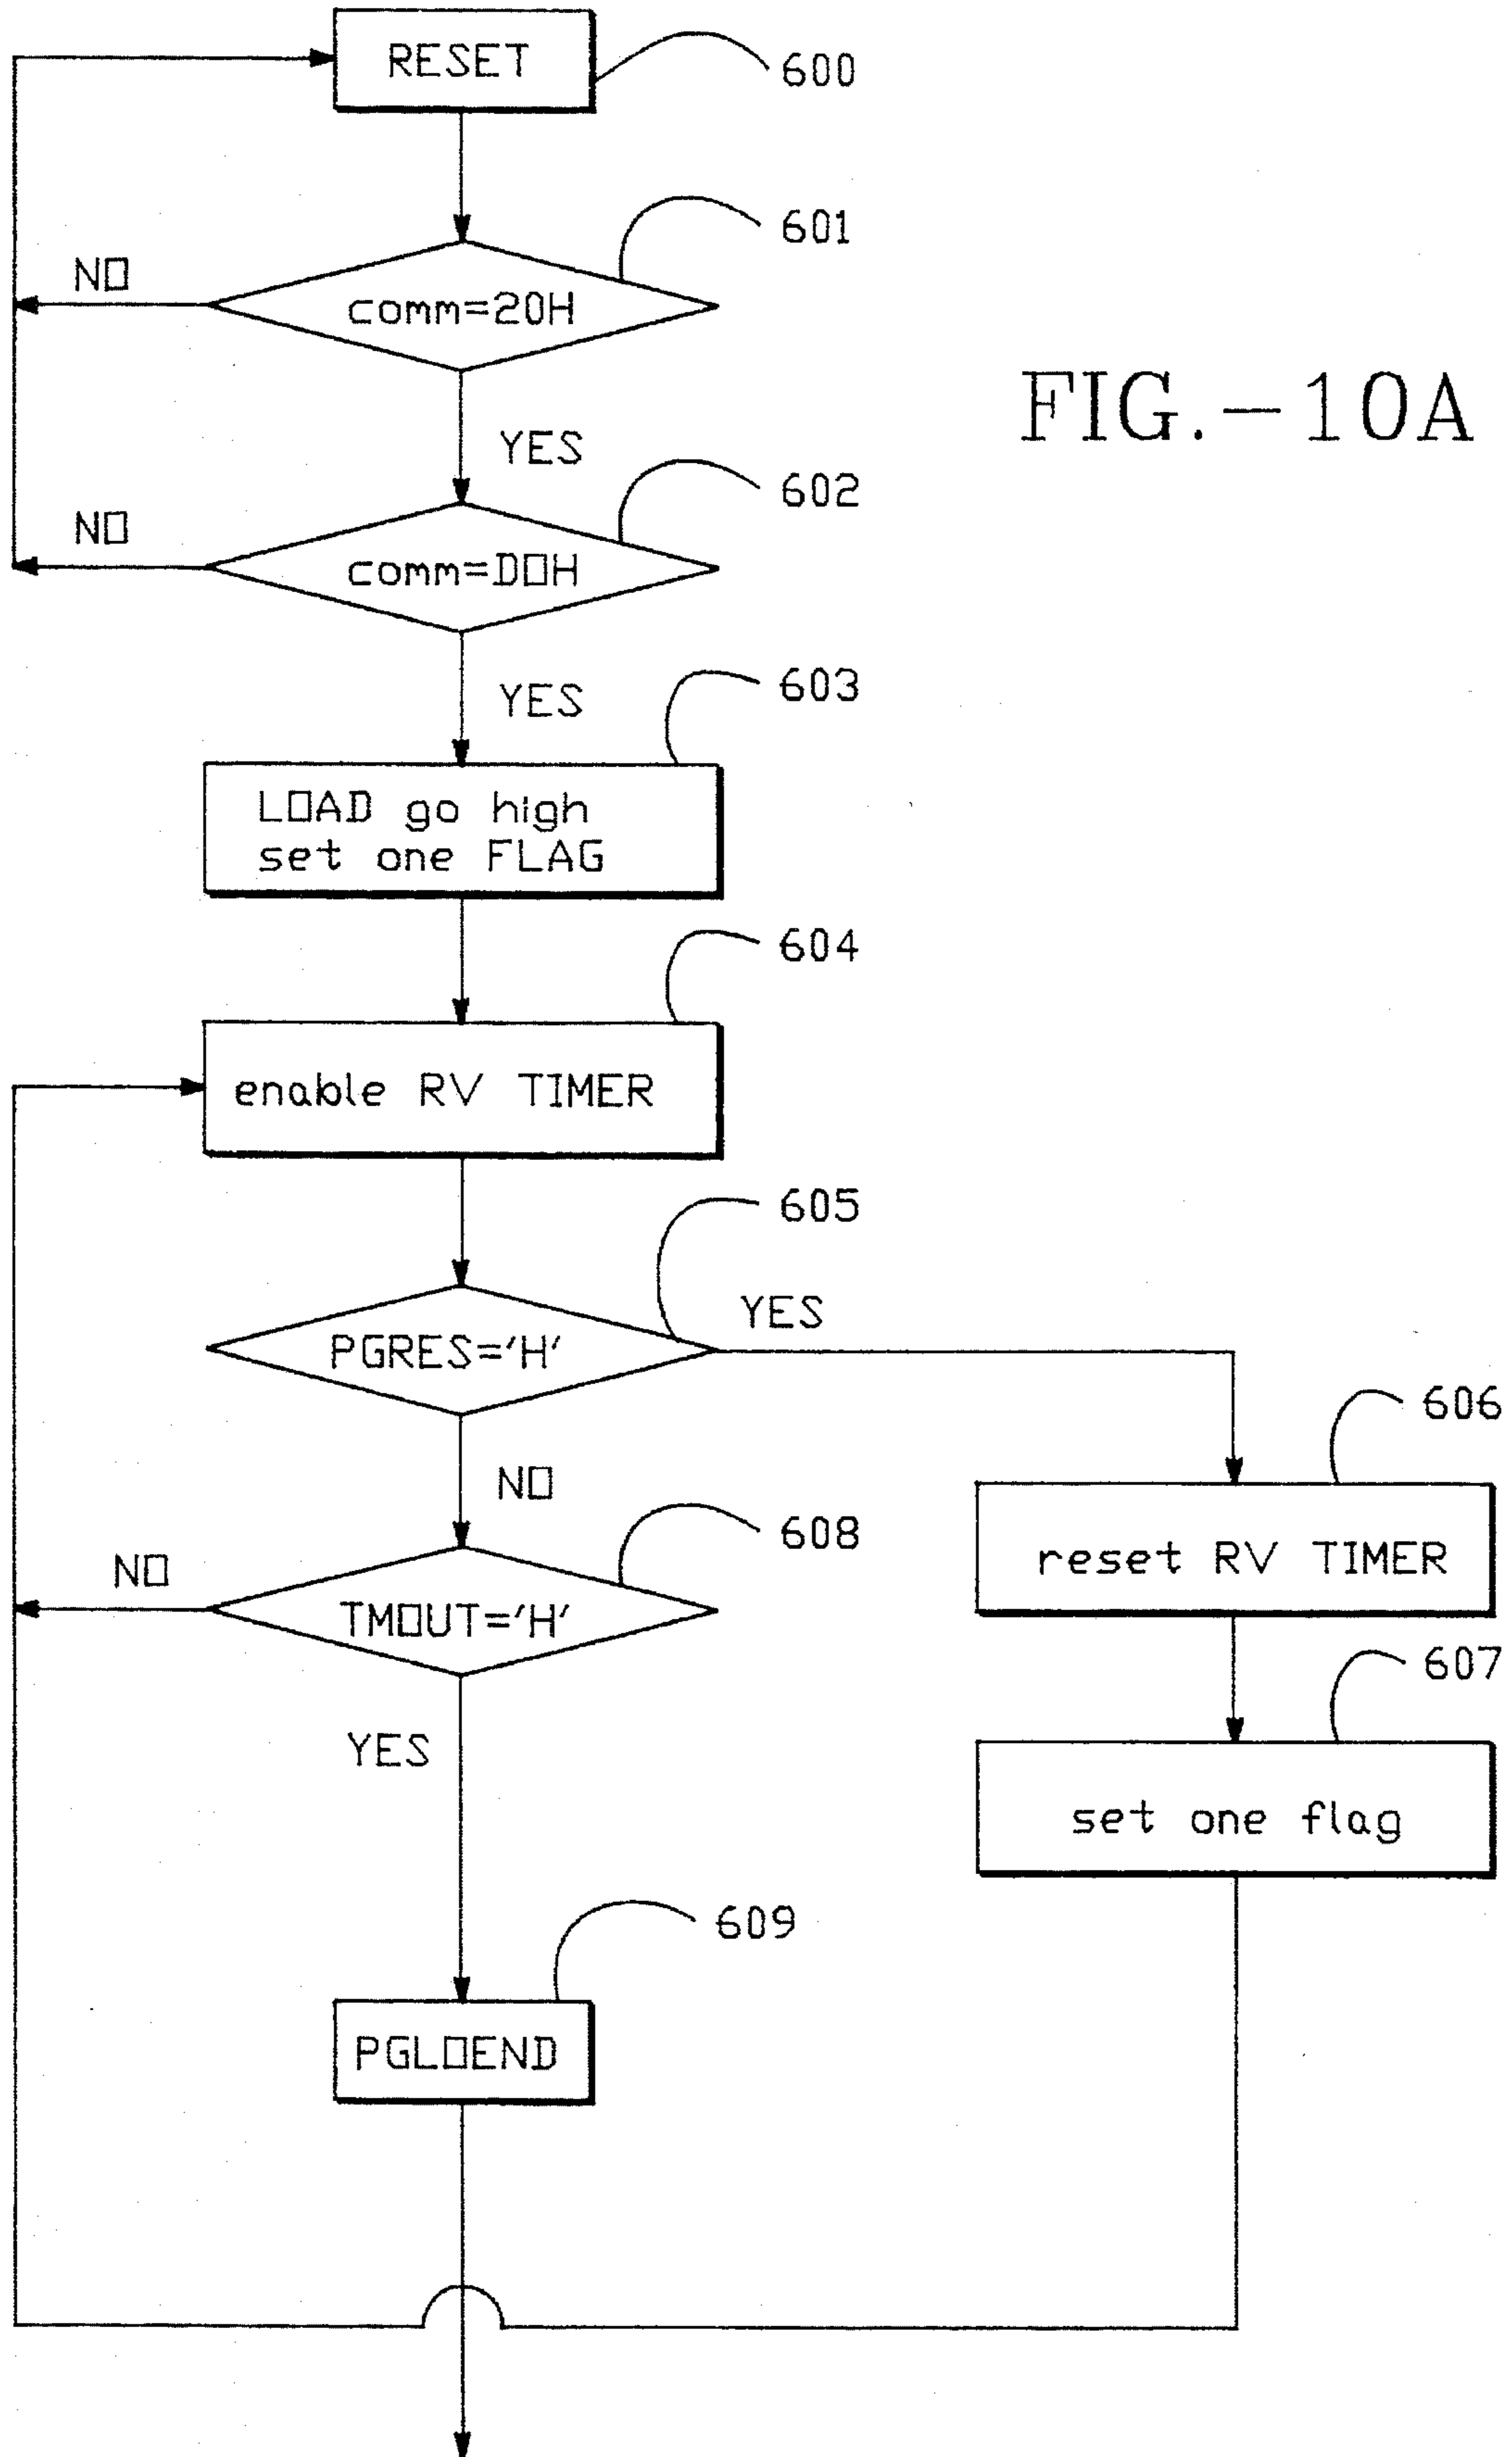 RESET
600
601
NO
comm=20H
FIG.-10A
YES
602
NO
comm=D0H
603
YES
LOAD go high
set one FLAG
604
enable RV TIMER
605
YES
PGRES='H'
606
NO
608
reset RV TIMER
NO
TMOUT='H'
607
YES
set one flag
609
PGLOEND